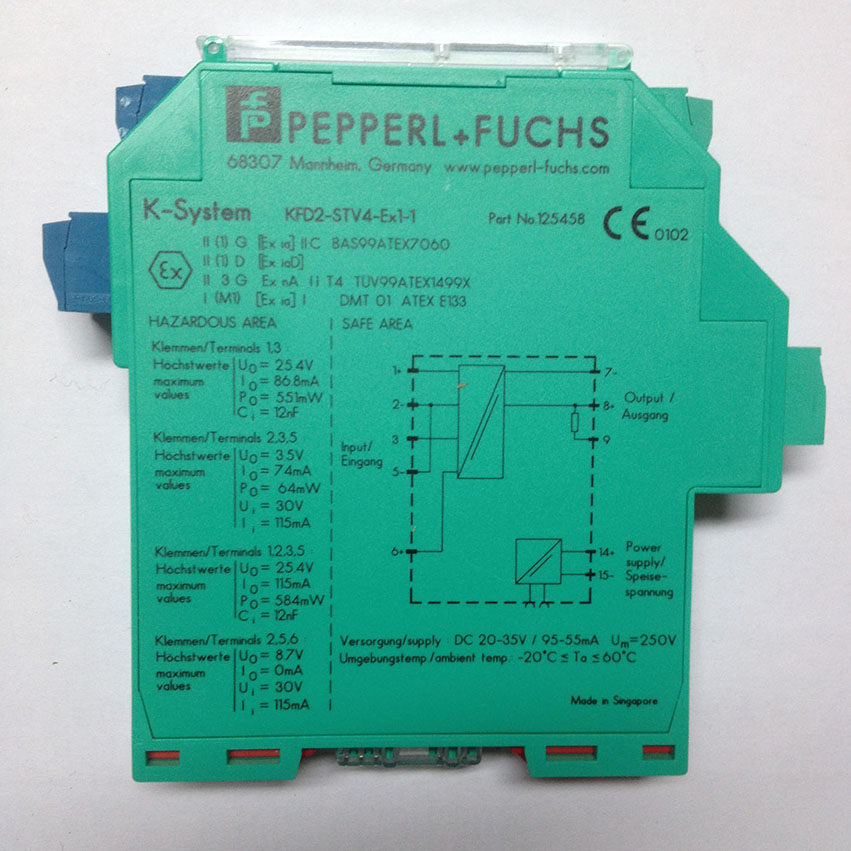 PEPPERL+FUCHS
68307 Mannheim, Germany www.pepperl-fuchs.com
K-System KFD2-STV4-Ex1-1 Part No.125458 CE 0102
II (1) G [Ex ia] IIC BAS99ATEX7060
II (1) D [Ex iaD]
Ex II 3 G Ex nA II T4 TÜV99ATEX1499X
I (M1) [Ex ia] I DMT 01 ATEX E133
HAZARDOUS AREA SAFE AREA
Klemmen/Terminals 1,3
Höchstwerte U0 = 25.4V
maximum I0 = 86.8mA
values P0 = 551mW
Ci = 12nF
Klemmen/Terminals 2,3,5
Höchstwerte U0 = 3.5V
maximum I0 = 74mA
values P0 = 64mW
Ui = 30V
Ii = 115mA
Klemmen/Terminals 1,2,3,5
Höchstwerte U0 = 25.4V
maximum I0 = 115mA
values P0 = 584mW
Ci = 12nF
Klemmen/Terminals 2,5,6
Höchstwerte U0 = 8.7V
maximum I0 = 0mA
values Ui = 30V
Ii = 115mA
1+
2-
3
5-
6+
Input/
Eingang
7-
8+
9
Output /
Ausgang
14+
15-
Power
supply/
Speise-
spannung
Versorgung/supply DC 20-35V / 95-55mA Um=250V
Umgebungstemp./ambient temp. -20°C ≤ Ta ≤ 60°C
Made in Singapore